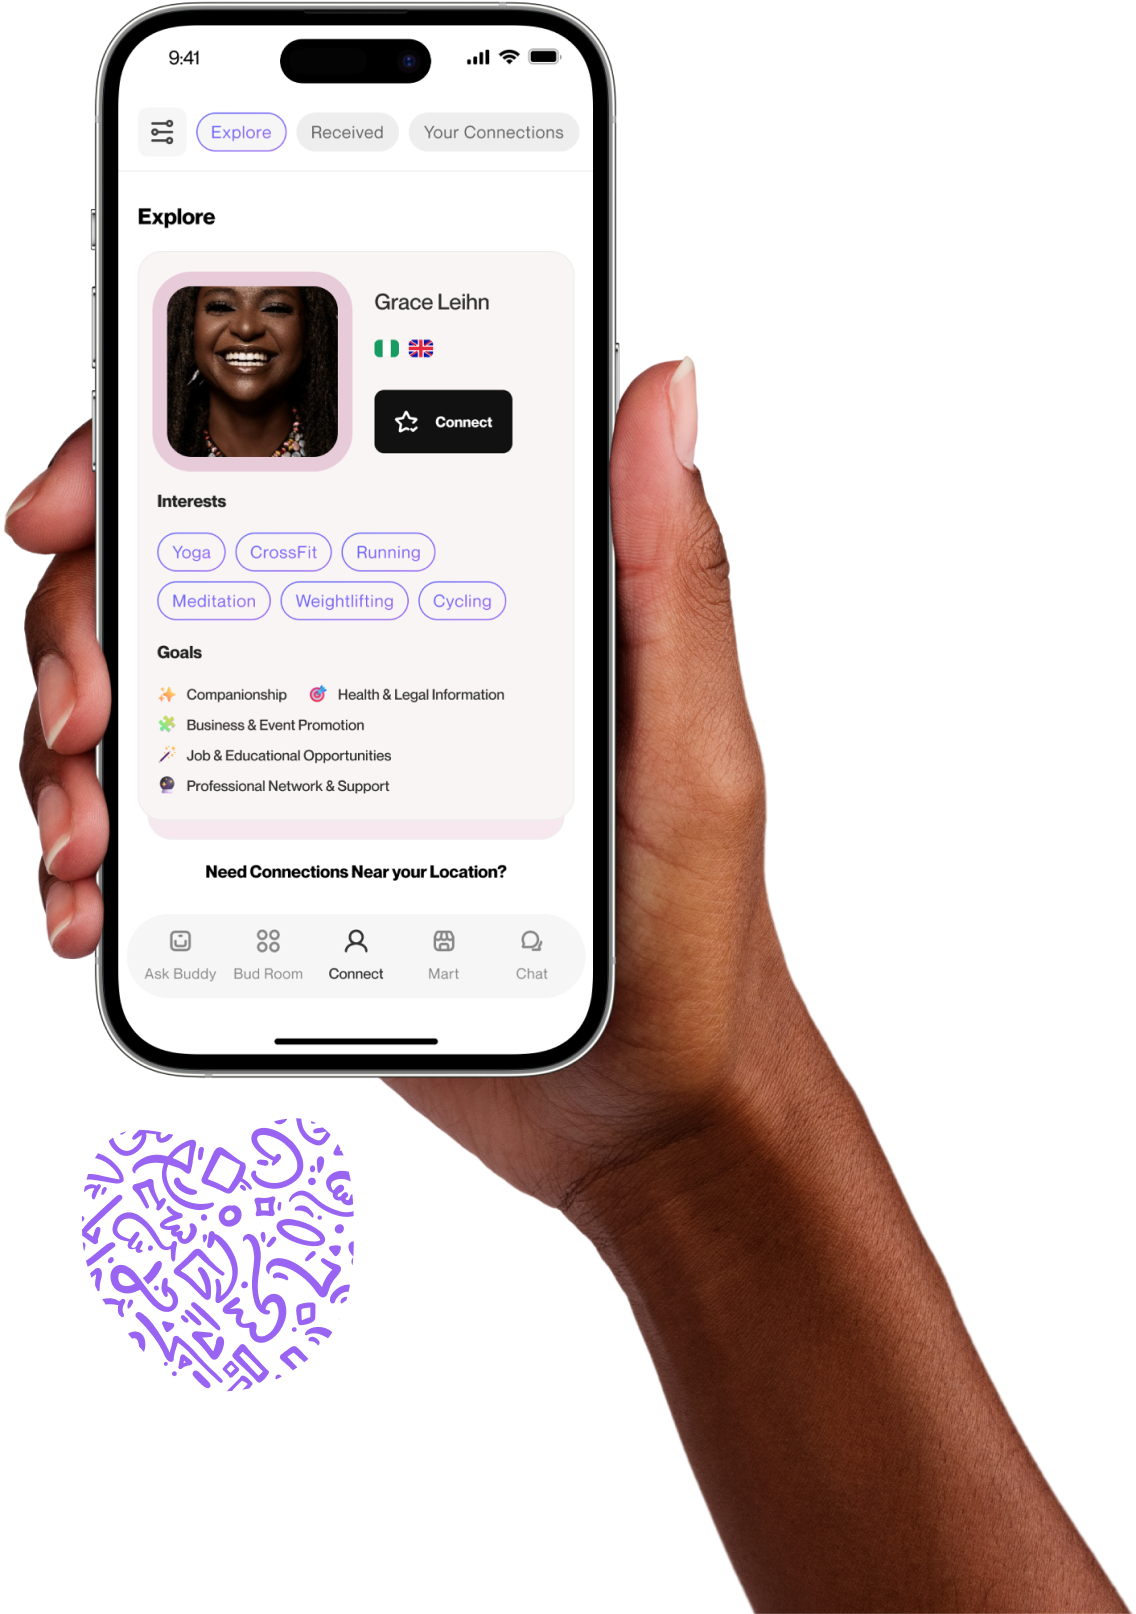 9:41
Explore Received Your Connections
Explore
Grace Leihn
Connect
Interests
Yoga CrossFit Running
Meditation Weightlifting Cycling
Goals
Companionship Health & Legal Information
Business & Event Promotion
Job & Educational Opportunities
Professional Network & Support
Need Connections Near your Location?
Ask Buddy Bud Room Connect Mart Chat